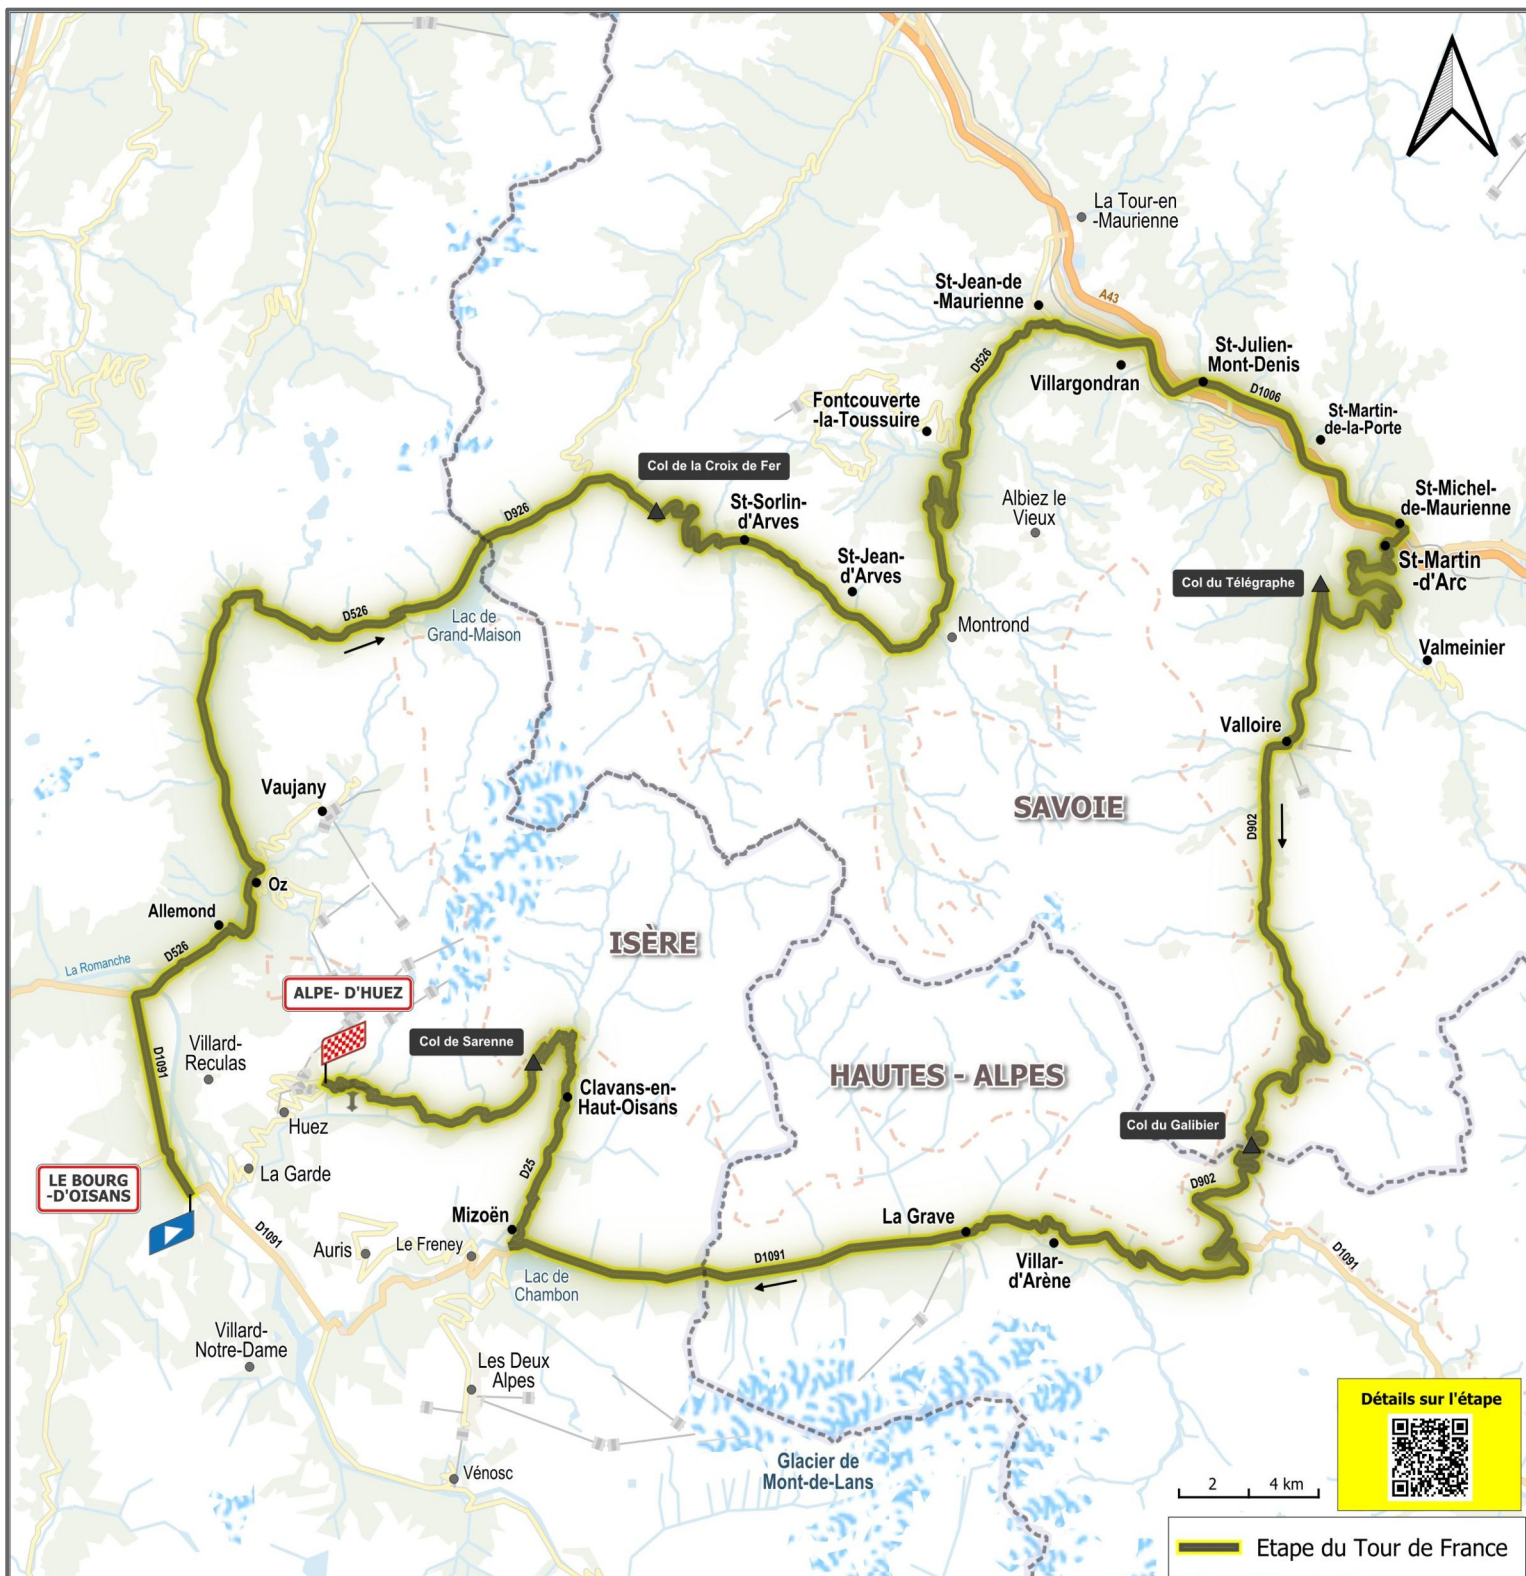 La Tour-en
-Maurienne
St-Jean-de
-Maurienne
A43
St-Julien-
Mont-Denis
D526
Villargondran
D1006
Fontcouverte
-la-Toussuire
St-Martin-
de-la-Porte
Col de la Croix de Fer
St-Michel-
de-Maurienne
Albiez le
Vieux
St-Sorlin-
d'Arves
D926
St-Martin
-d'Arc
St-Jean-
d'Arves
Col du Télégraphe
D526
Lac de
Grand-Maison
Montrond
Valmeinier
Valloire
Vaujany
SAVOIE
D902
Oz
Allemond
D526
ISÈRE
La Romanche
ALPE- D'HUEZ
Villard-
Reculas
D1091
Col de Sarenne
HAUTES - ALPES
Clavans-en-
Haut-Oisans
Huez
Col du Galibier
La Garde
LE BOURG
-D'OISANS
D25
D902
Mizoën
La Grave
D1091
Auris
Le Freney
Villar-
d'Arène
D1091
D1091
Lac de
Chambon
Villard-
Notre-Dame
Les Deux
Alpes
Détails sur l'étape
Glacier de
Mont-de-Lans
Vénosc
2 4 km
Etape du Tour de France